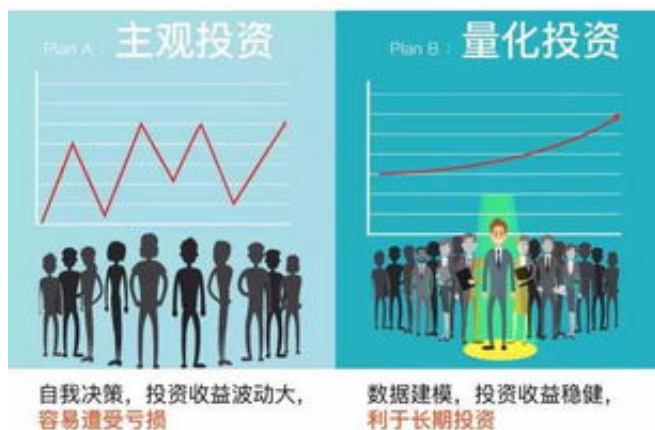 Plan A： 主观投资
Plan B： 量化投资
自我决策，投资收益波动大，
容易遭受亏损
数据建模，投资收益稳健，
利于长期投资